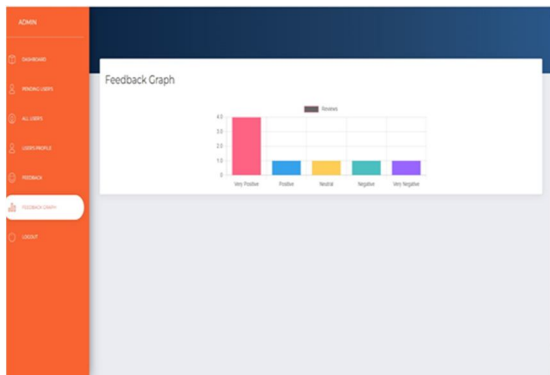 ADMIN
DASHBOARD
PENDING USERS
ALL USERS
USERS PROFILE
FEEDBACK
FEEDBACK GRAPH
LOGOUT
Feedback Graph
Reviews
4.0
3.0
2.0
1.0
0
Very Positive Positive Neutral Negative Very Negative